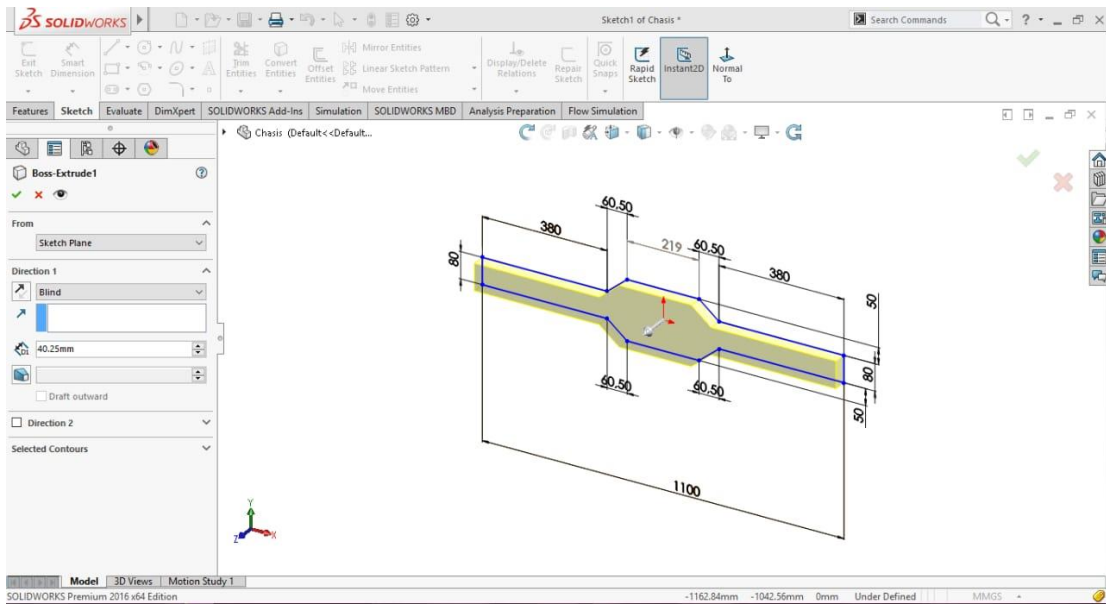 SOLIDWORKS
Sketch1 of Chasis *
Search Commands
Exit Sketch
Smart Dimension
Trim Entities
Convert Entities
Offset Entities
Mirror Entities
Linear Sketch Pattern
Move Entities
Display/Delete Relations
Repair Sketch
Quick Snaps
Rapid Sketch
Instant2D
Normal To
Features Sketch Evaluate DimXpert SOLIDWORKS Add-Ins Simulation SOLIDWORKS MBD Analysis Preparation Flow Simulation
Chasis (Default<<Default...
Boss-Extrude1
From
Sketch Plane
Direction 1
Blind
40.25mm
Draft outward
Direction 2
Selected Contours
60,50
380
219
60,50
80
380
50
80
60,50
60,50
50
1100
Y
Z
X
Model 3D Views Motion Study 1
SOLIDWORKS Premium 2016 x64 Edition
-1162.84mm -1042.56mm 0mm Under Defined MMGS